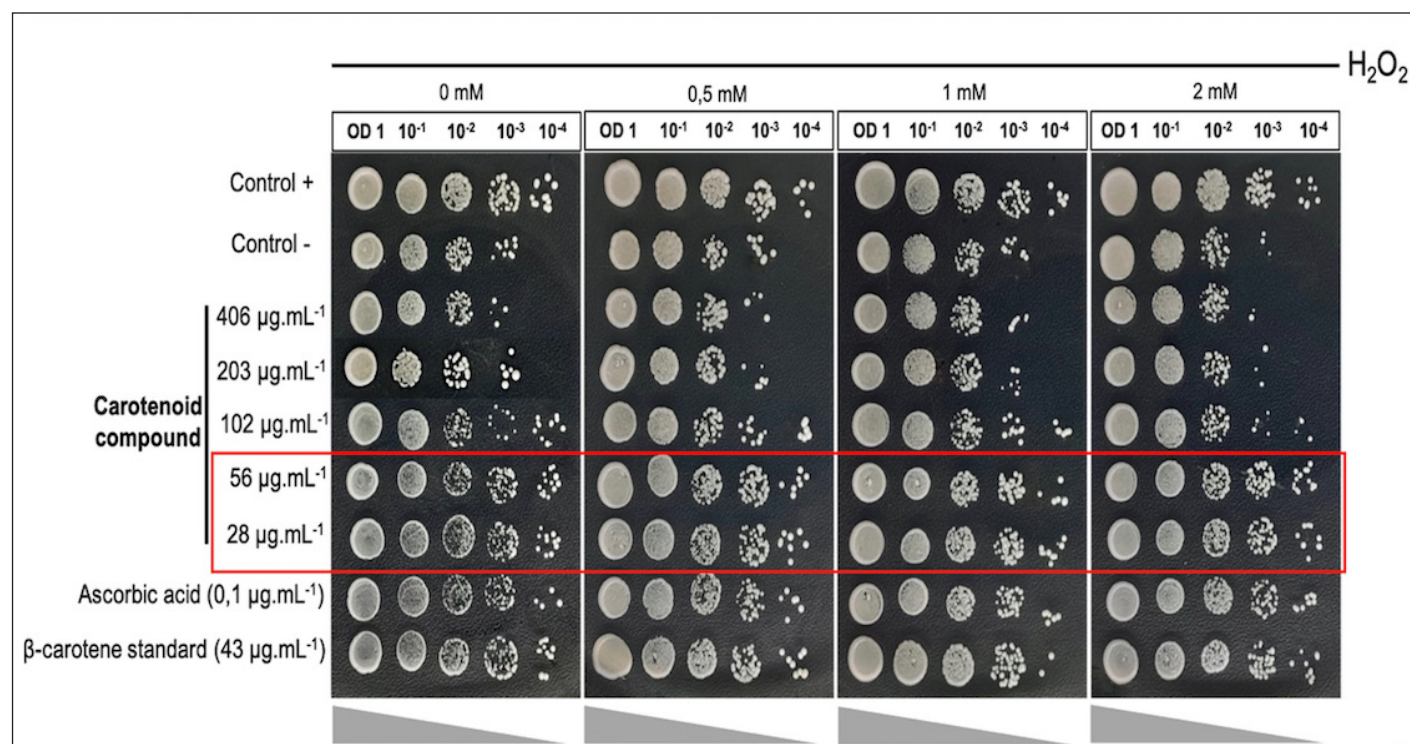 H₂O₂
0 mM 0,5 mM 1 mM 2 mM
OD 1 10⁻¹ 10⁻² 10⁻³ 10⁻⁴ OD 1 10⁻¹ 10⁻² 10⁻³ 10⁻⁴ OD 1 10⁻¹ 10⁻² 10⁻³ 10⁻⁴ OD 1 10⁻¹ 10⁻² 10⁻³ 10⁻⁴
Control +
Control -
Carotenoid
compound
406 µg.mL⁻¹
203 µg.mL⁻¹
102 µg.mL⁻¹
56 µg.mL⁻¹
28 µg.mL⁻¹
Ascorbic acid (0,1 µg.mL⁻¹)
β-carotene standard (43 µg.mL⁻¹)